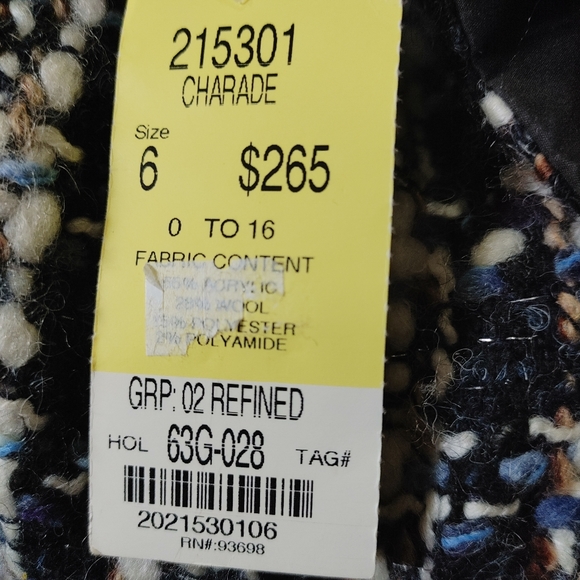 215301
CHARADE
Size
6 $265
0 TO 16
FABRIC CONTENT
ACRYLIC
28% WOOL
POLYESTER
POLYAMIDE
GRP: 02 REFINED
HOL 63G-028 TAG#
2021530106
RN#:93698